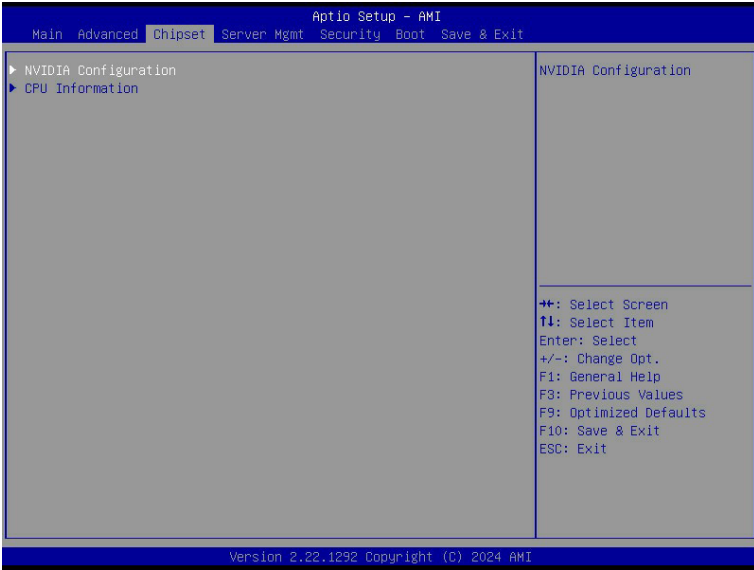 Aptio Setup - AMI
Main Advanced Chipset Server Mgmt Security Boot Save & Exit
NVIDIA Configuration
CPU Information
NVIDIA Configuration
→←: Select Screen
↑↓: Select Item
Enter: Select
+/-: Change Opt.
F1: General Help
F3: Previous Values
F9: Optimized Defaults
F10: Save & Exit
ESC: Exit
Version 2.22.1292 Copyright (C) 2024 AMI